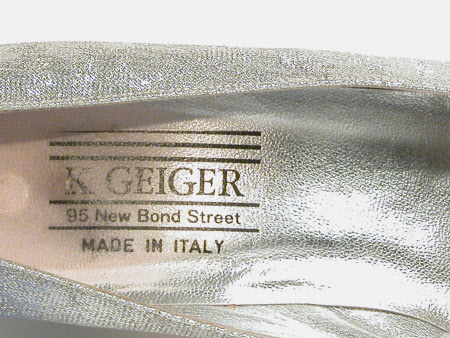 K GEIGER
95 New Bond Street
MADE IN ITALY